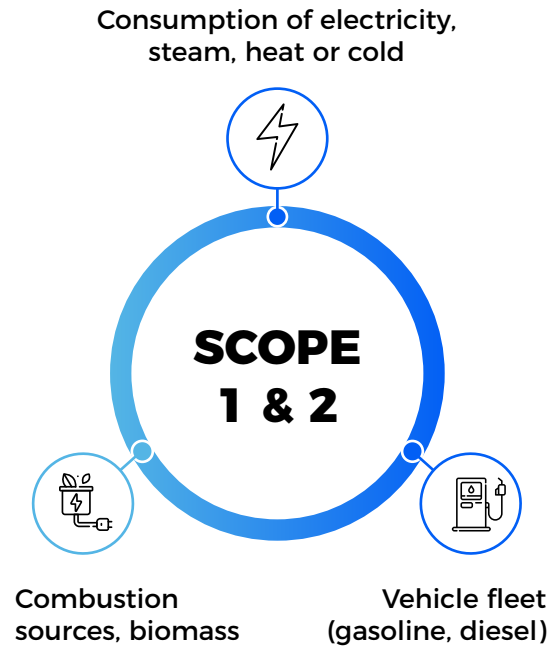 Consumption of electricity,
steam, heat or cold
SCOPE
1 & 2
Combustion
sources, biomass
Vehicle fleet
(gasoline, diesel)